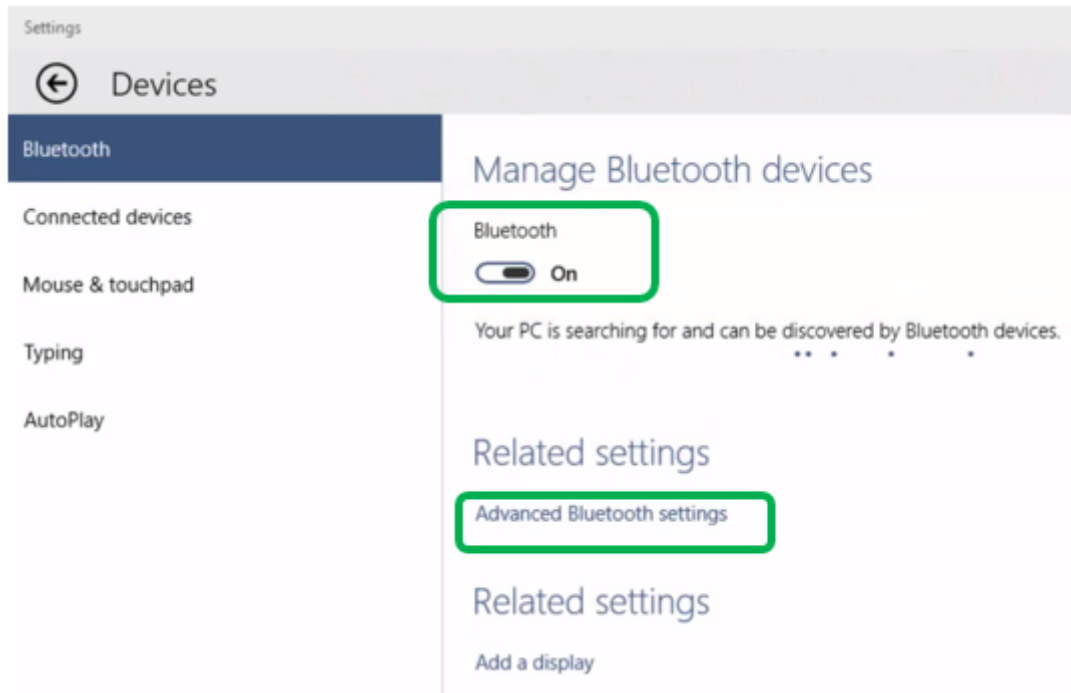 Settings
Devices
Bluetooth
Connected devices
Mouse & touchpad
Typing
AutoPlay
Manage Bluetooth devices
Bluetooth
On
Your PC is searching for and can be discovered by Bluetooth devices.
Related settings
Advanced Bluetooth settings
Related settings
Add a display